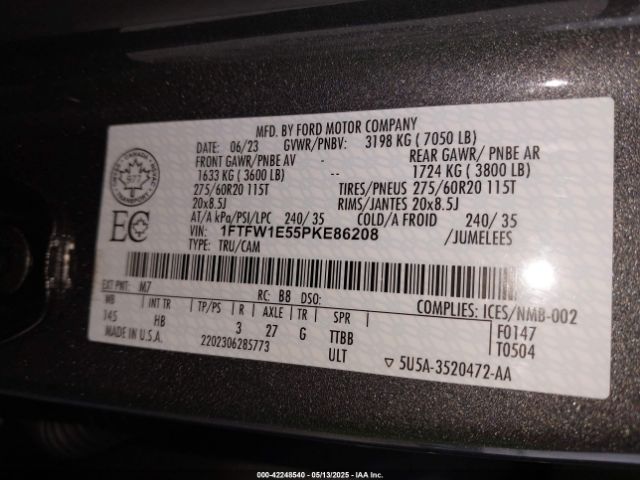 MFD. BY FORD MOTOR COMPANY
DATE: 06/23 GVWR/PNBV: 3198 KG ( 7050 LB)
FRONT GAWR/PNBE AV - REAR GAWR/ PNBE AR
1633 KG ( 3600 LB) -- 1724 KG ( 3800 LB)
275/60R20 115T TIRES/PNEUS 275/60R20 115T
20x8.5J RIMS/JANTES 20x8.5J
AT/A kPa/PSI/LPC 240/ 35 COLD/A FROID 240/ 35
VIN: 1FTFW1E55PKE86208 /JUMELEES
TYPE: TRU/CAM
EC
977
EXT PNT: M7 RC: B8 DSO: COMPLIES: ICES/NMB-002
WB INT TR TP/PS R AXLE TR SPR F0147
145 HB 3 27 G TTBB T0504
MADE IN U.S.A. 2202306285773 ULT ▽ 5U5A-3520472-AA
000-42248540 - 05/13/2025 - IAA Inc.